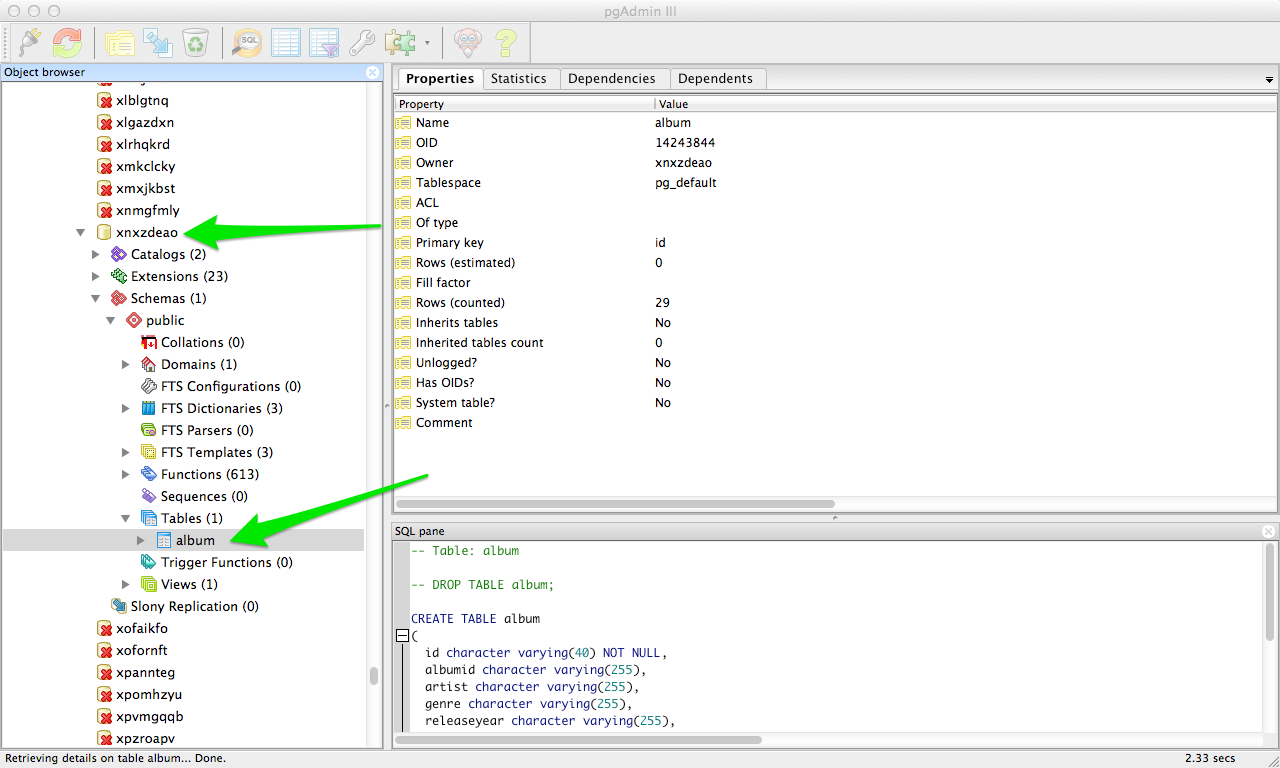 pgAdmin III
SQL
Object browser
xlblgtnq
xlgazdxn
xlrhqkrd
xmkclcky
xmxjkbst
xnmgfmly
xnxzdeao
Catalogs (2)
Extensions (23)
Schemas (1)
public
Collations (0)
Domains (1)
FTS Configurations (0)
FTS Dictionaries (3)
FTS Parsers (0)
FTS Templates (3)
Functions (613)
Sequences (0)
Tables (1)
album
Trigger Functions (0)
Views (1)
Slony Replication (0)
xofaikfo
xofornft
xpannteg
xpomhzyu
xpvmgqqb
xpzroapv
Properties Statistics Dependencies Dependents
Property Value
Name album
OID 14243844
Owner xnxzdeao
Tablespace pg_default
ACL
Of type
Primary key id
Rows (estimated) 0
Fill factor
Rows (counted) 29
Inherits tables No
Inherited tables count 0
Unlogged? No
Has OIDs? No
System table? No
Comment
SQL pane
-- Table: album
-- DROP TABLE album;
CREATE TABLE album
(
id character varying(40) NOT NULL,
albumid character varying(255),
artist character varying(255),
genre character varying(255),
releaseyear character varying(255),
Retrieving details on table album... Done. 2.33 secs